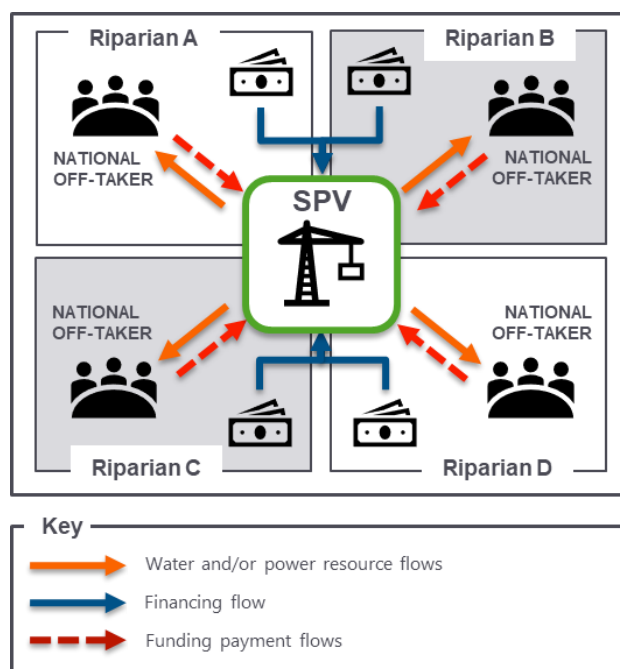 Riparian A
Riparian B
NATIONAL
OFF-TAKER
NATIONAL
OFF-TAKER
SPV
NATIONAL
OFF-TAKER
NATIONAL
OFF-TAKER
Riparian C
Riparian D
Key
Water and/or power resource flows
Financing flow
Funding payment flows